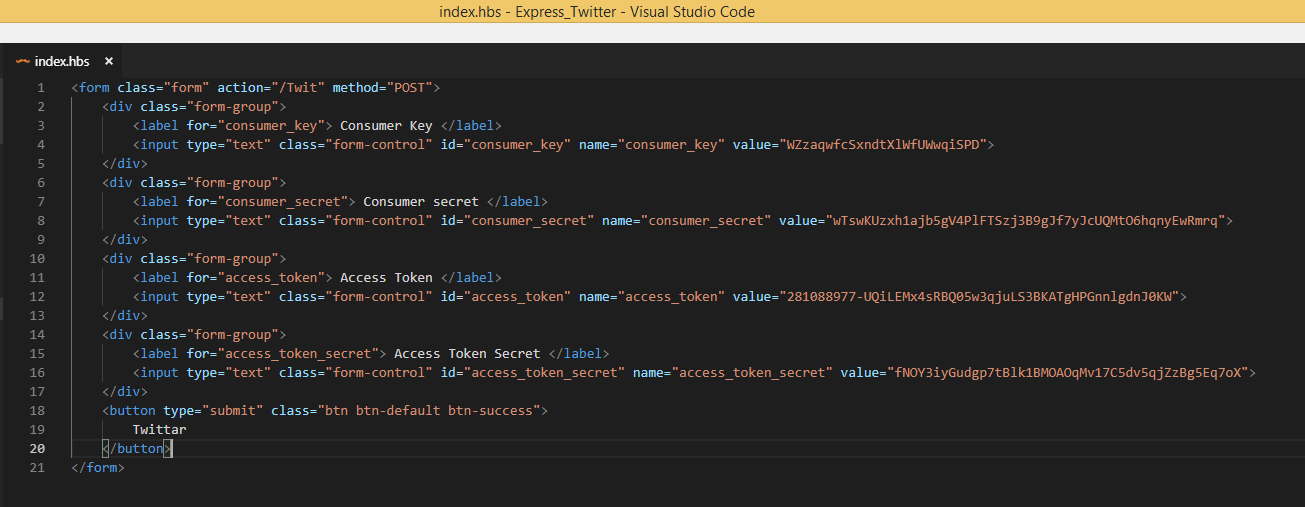 index.hbs - Express_Twitter - Visual Studio Code
index.hbs ×
1 <form class="form" action="/Twit" method="POST">
2 <div class="form-group">
3 <label for="consumer_key"> Consumer Key </label>
4 <input type="text" class="form-control" id="consumer_key" name="consumer_key" value="WZzaqwfcSxndtXlWfUWwqiSPD">
5 </div>
6 <div class="form-group">
7 <label for="consumer_secret"> Consumer secret </label>
8 <input type="text" class="form-control" id="consumer_secret" name="consumer_secret" value="wTswKUzxh1ajb5gV4PlFTSzj3B9gJf7yJcUQMtO6hqnyEwRmrq">
9 </div>
10 <div class="form-group">
11 <label for="access_token"> Access Token </label>
12 <input type="text" class="form-control" id="access_token" name="access_token" value="281088977-UQiLEMx4sRBQ05w3qjuLS3BKATgHPGnnlgdnJ0KW">
13 </div>
14 <div class="form-group">
15 <label for="access_token_secret"> Access Token Secret </label>
16 <input type="text" class="form-control" id="access_token_secret" name="access_token_secret" value="fNOY3iyGudgp7tBlk1BMOAOqMv17C5dv5qjZzBg5Eq7oX">
17 </div>
18 <button type="submit" class="btn btn-default btn-success">
19 Twittar
20 </button>
21 </form>